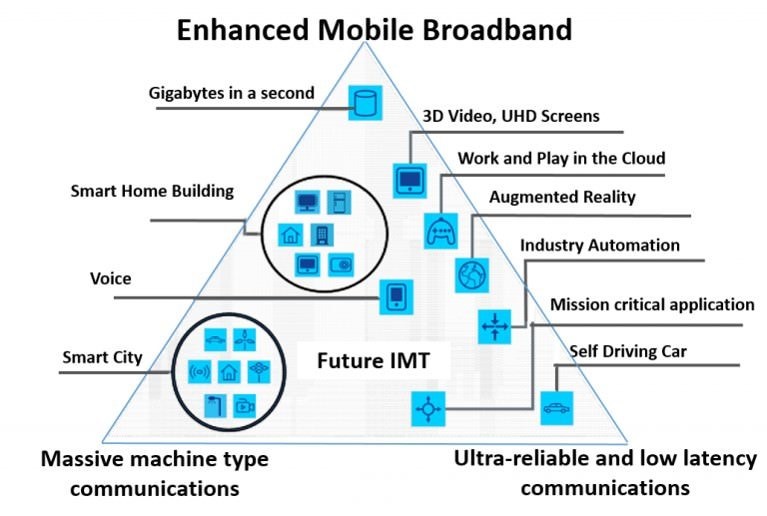 Enhanced Mobile Broadband
Gigabytes in a second
3D Video, UHD Screens
Work and Play in the Cloud
Smart Home Building
Augmented Reality
Industry Automation
Voice
Mission critical application
Smart City
Future IMT
Self Driving Car
Massive machine type
communications
Ultra-reliable and low latency
communications